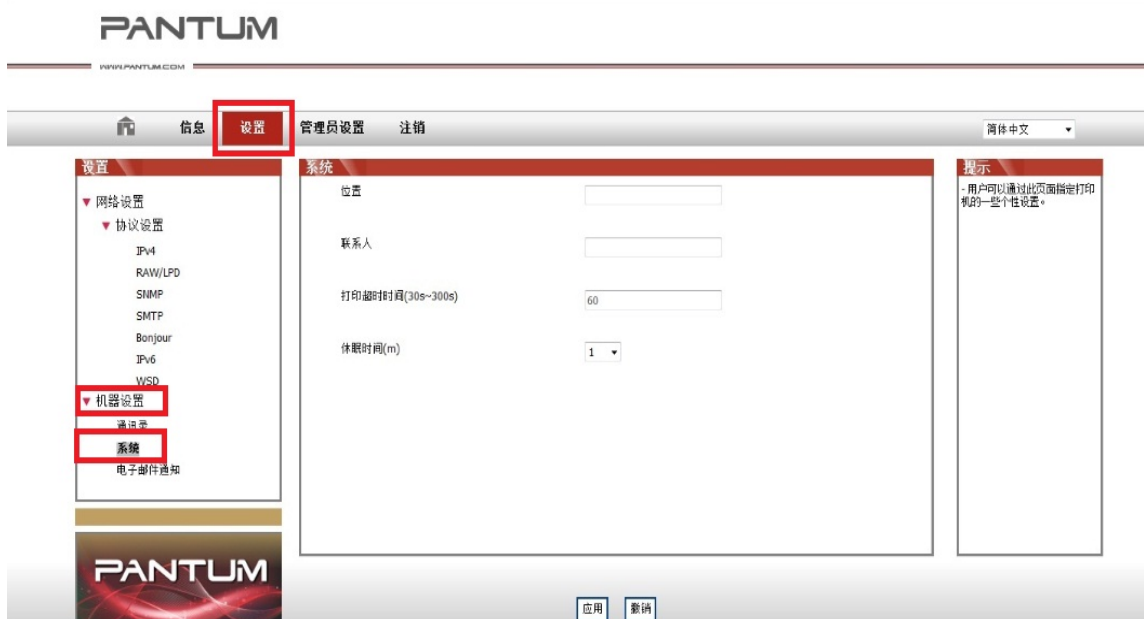 PANTUM
WWW.PANTUM.COM
信息 设置 管理员设置 注销 简体中文
设置
▼ 网络设置
▼ 协议设置
IPv4
RAW/LPD
SNMP
SMTP
Bonjour
IPv6
WSD
▼ 机器设置
通讯录
系统
电子邮件通知
系统
位置
联系人
打印超时时间(30s~300s) 60
休眠时间(m) 1
提示
- 用户可以通过此页面指定打印
机的一些个性设置。
PANTUM
应用 撤销